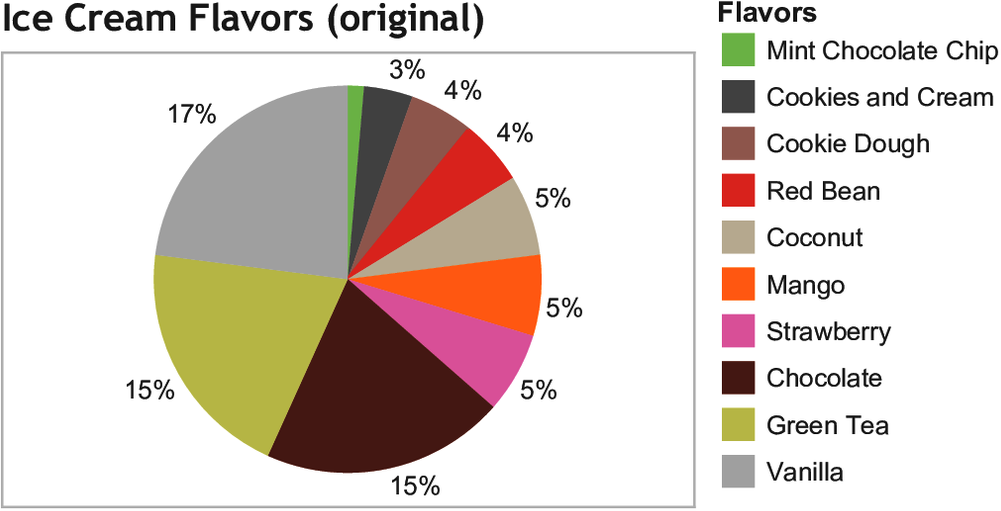 Ice Cream Flavors (original)
3%
4%
4%
5%
5%
5%
15%
15%
17%
Flavors
Mint Chocolate Chip
Cookies and Cream
Cookie Dough
Red Bean
Coconut
Mango
Strawberry
Chocolate
Green Tea
Vanilla